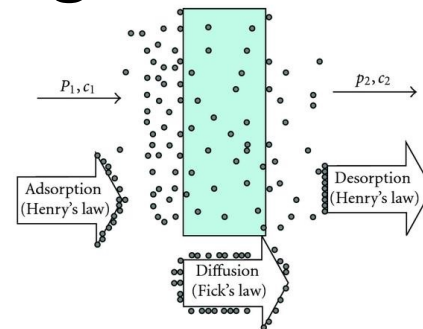 P₁, c₁
p₂, c₂
Adsorption
(Henry's law)
Desorption
(Henry's law)
Diffusion
(Fick's law)